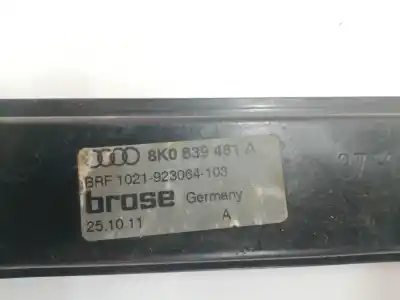 8K0 839 461 A
BRF 1021-923064-103
brose Germany
25.10.11 A